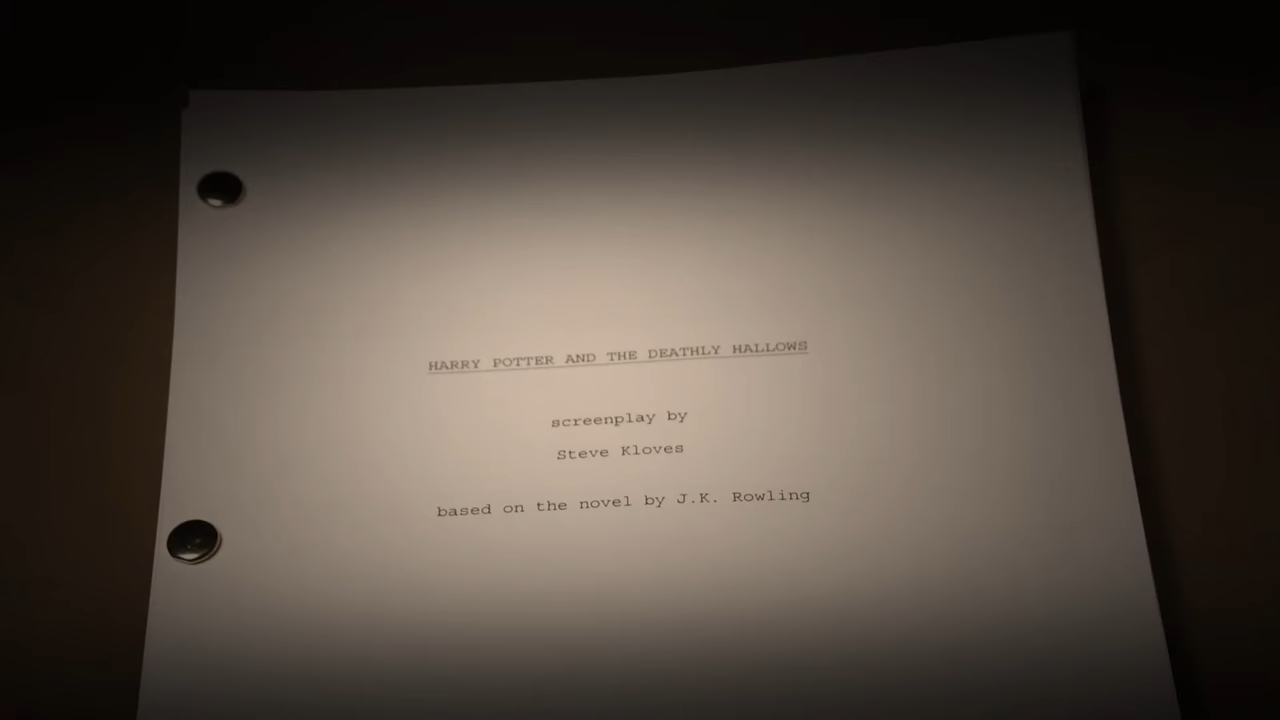 HARRY POTTER AND THE DEATHLY HALLOWS
screenplay by
Steve Kloves
based on the novel by J.K. Rowling